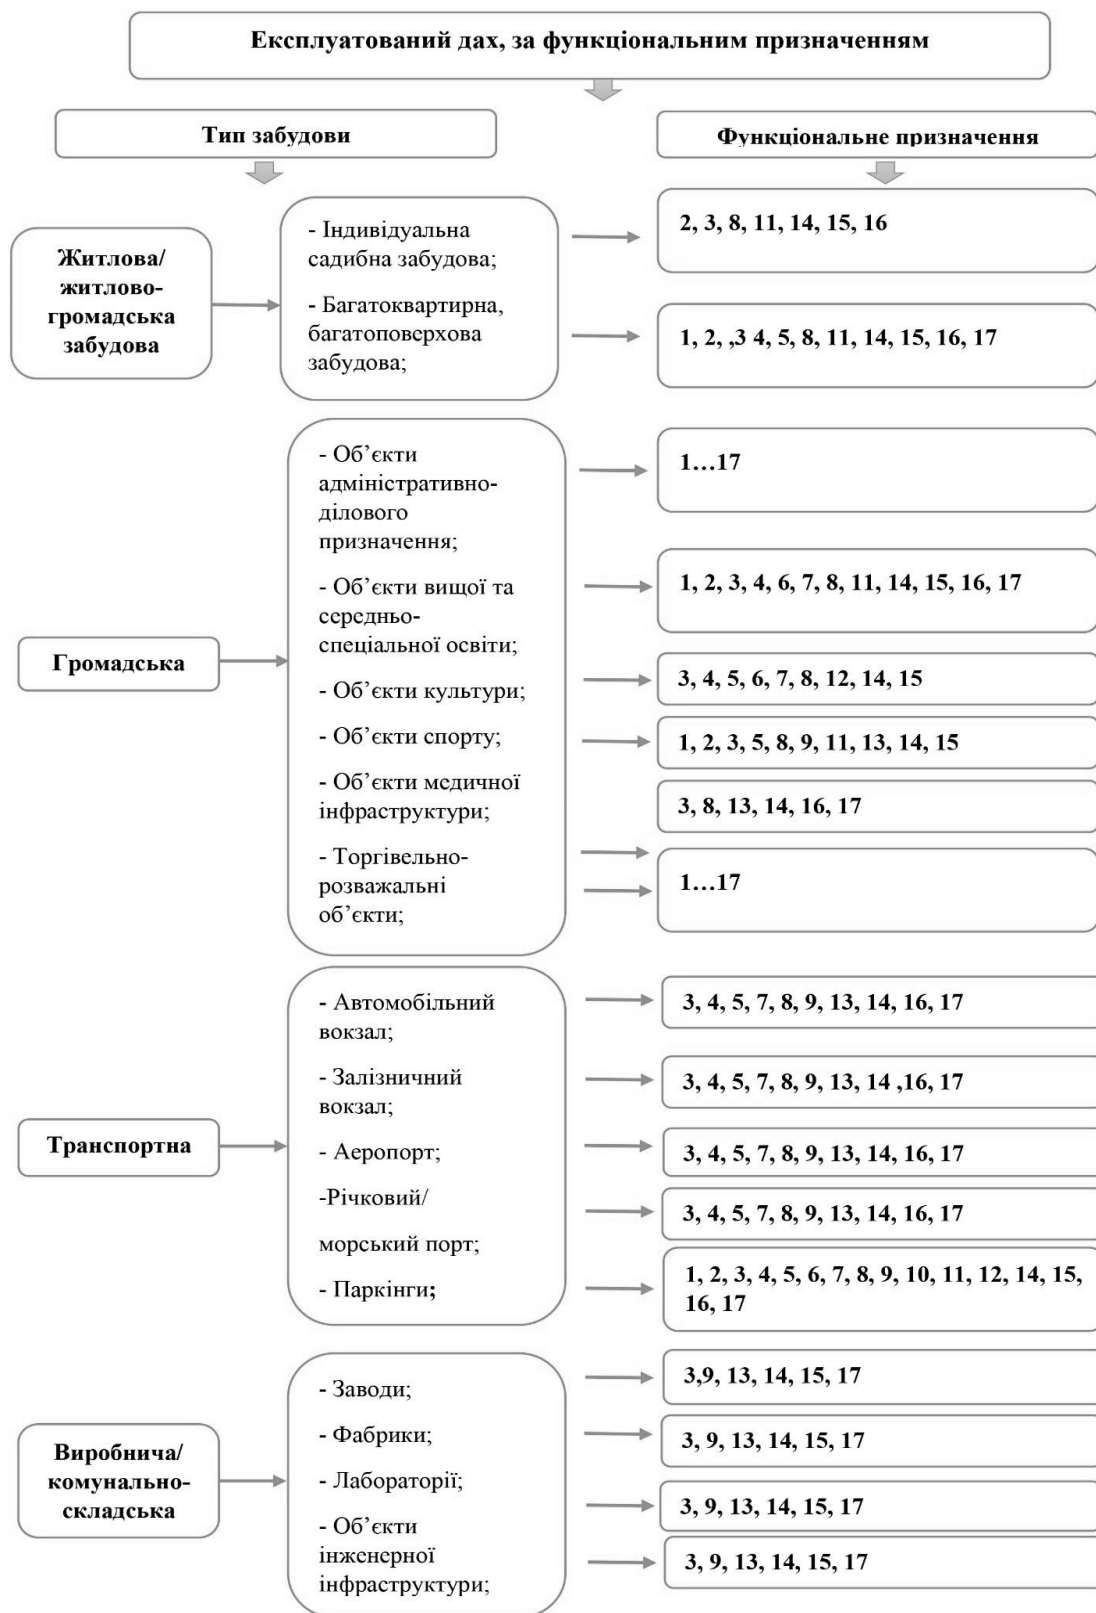 Експлуатований дах, за функціональним призначенням
Тип забудови
Функціональне призначення
Житлова/
житлово-
громадська
забудова
- Індивідуальна
садибна забудова;
- Багатоквартирна,
багатоповерхова
забудова;
2, 3, 8, 11, 14, 15, 16
1, 2, ,3 4, 5, 8, 11, 14, 15, 16, 17
Громадська
- Об’єкти
адміністративно-
ділового
призначення;
- Об’єкти вищої та
середньо-
спеціальної освіти;
- Об’єкти культури;
- Об’єкти спорту;
- Об’єкти медичної
інфраструктури;
- Торгівельно-
розважальні
об’єкти;
1…17
1, 2, 3, 4, 6, 7, 8, 11, 14, 15, 16, 17
3, 4, 5, 6, 7, 8, 12, 14, 15
1, 2, 3, 5, 8, 9, 11, 13, 14, 15
3, 8, 13, 14, 16, 17
1…17
Транспортна
- Автомобільний
вокзал;
- Залізничний
вокзал;
- Аеропорт;
-Річковий/
морський порт;
- Паркінги;
3, 4, 5, 7, 8, 9, 13, 14, 16, 17
3, 4, 5, 7, 8, 9, 13, 14 ,16, 17
3, 4, 5, 7, 8, 9, 13, 14, 16, 17
3, 4, 5, 7, 8, 9, 13, 14, 16, 17
1, 2, 3, 4, 5, 6, 7, 8, 9, 10, 11, 12, 14, 15,
16, 17
Виробнича/
комунально-
складська
- Заводи;
- Фабрики;
- Лабораторії;
- Об’єкти
інженерної
інфраструктури;
3,9, 13, 14, 15, 17
3, 9, 13, 14, 15, 17
3, 9, 13, 14, 15, 17
3, 9, 13, 14, 15, 17